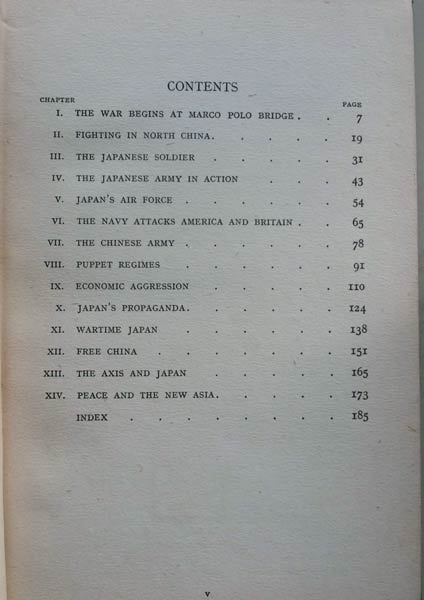 CONTENTS
CHAPTER PAGE
I. THE WAR BEGINS AT MARCO POLO BRIDGE . . 7
II. FIGHTING IN NORTH CHINA. . . . . 19
III. THE JAPANESE SOLDIER . . . . . 31
IV. THE JAPANESE ARMY IN ACTION . . . 43
V. JAPAN'S AIR FORCE . . . . . . 54
VI. THE NAVY ATTACKS AMERICA AND BRITAIN . . 65
VII. THE CHINESE ARMY . . . . . . 78
VIII. PUPPET REGIMES . . . . . . 91
IX. ECONOMIC AGGRESSION . . . . . 110
X. JAPAN'S PROPAGANDA. . . . . . 124
XI. WARTIME JAPAN . . . . . . 138
XII. FREE CHINA . . . . . . . 151
XIII. THE AXIS AND JAPAN . . . . . 165
XIV. PEACE AND THE NEW ASIA. . . . . 173
INDEX . . . . . . . . 185
v